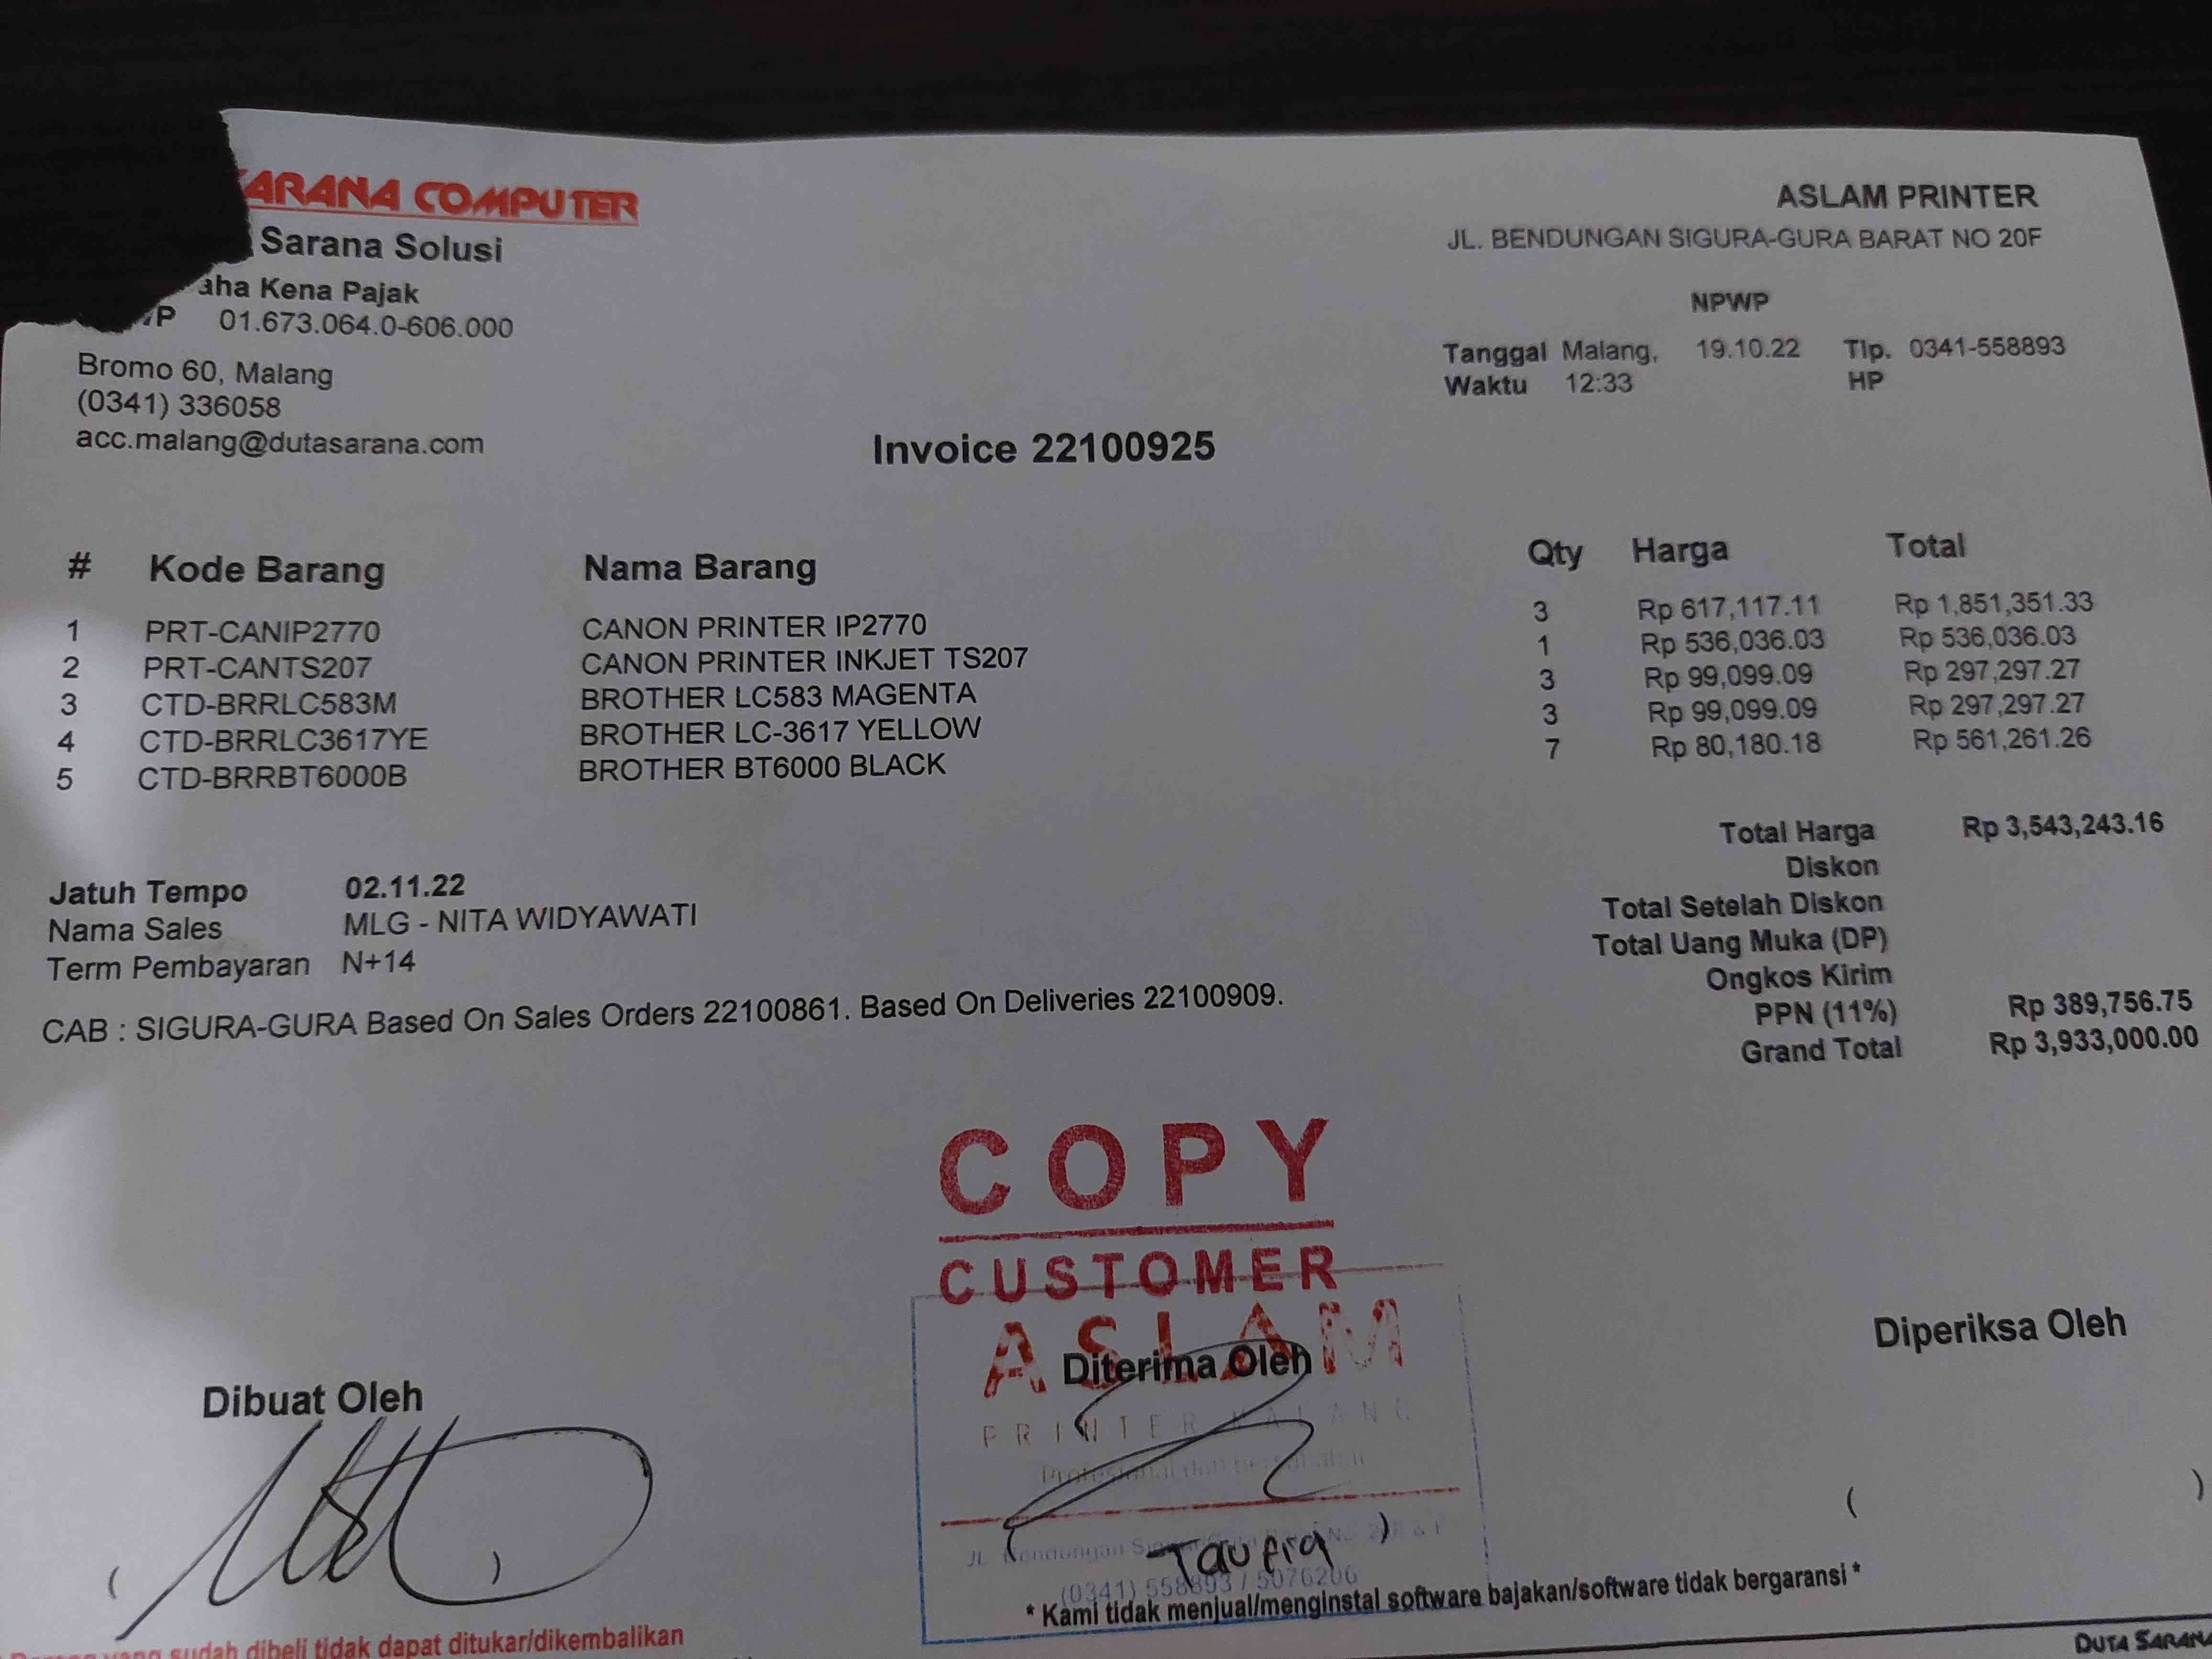 ARANA COMPUTER
Sarana Solusi
aha Kena Pajak
P 01.673.064.0-606.000
Bromo 60, Malang
(0341) 336058
acc.malang@dutasarana.com
ASLAM PRINTER
JL. BENDUNGAN SIGURA-GURA BARAT NO 20F
NPWP
Tanggal Malang, 19.10.22 Tlp. 0341-558893
Waktu 12:33 HP
Invoice 22100925
# Kode Barang Nama Barang Qty Harga Total
1 PRT-CANIP2770 CANON PRINTER IP2770 3 Rp 617,117.11 Rp 1,851,351.33
2 PRT-CANTS207 CANON PRINTER INKJET TS207 1 Rp 536,036.03 Rp 536,036.03
3 CTD-BRRLC583M BROTHER LC583 MAGENTA 3 Rp 99,099.09 Rp 297,297.27
4 CTD-BRRLC3617YE BROTHER LC-3617 YELLOW 3 Rp 99,099.09 Rp 297,297.27
5 CTD-BRRBT6000B BROTHER BT6000 BLACK 7 Rp 80,180.18 Rp 561,261.26
Total Harga Rp 3,543,243.16
Diskon
Total Setelah Diskon
Total Uang Muka (DP)
Ongkos Kirim
PPN (11%) Rp 389,756.75
Grand Total Rp 3,933,000.00
Jatuh Tempo 02.11.22
Nama Sales MLG - NITA WIDYAWATI
Term Pembayaran N+14
CAB : SIGURA-GURA Based On Sales Orders 22100861. Based On Deliveries 22100909.
COPY
CUSTOMER
ASLAM
PRINTER MALANG
Profesional dan
JL. Bendungan
(0341) 558893 / 5076206
Dibuat Oleh
Diterima Oleh
Diperiksa Oleh
( )
Taufiq )
( )
* Kami tidak menjual/menginstal software bajakan/software tidak bergaransi *
yang sudah dibeli tidak dapat ditukar/dikembalikan
DUTA SARANA